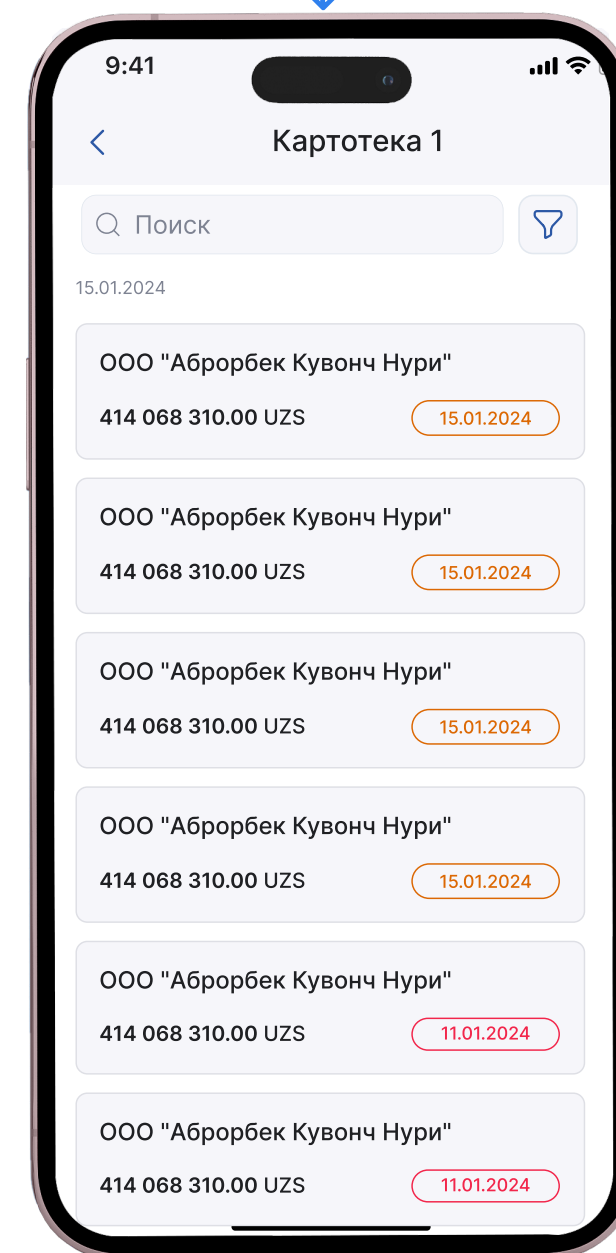 9:41
Картотека 1
Поиск
15.01.2024
ООО "Аброрбек Кувонч Нури"
414 068 310.00 UZS 15.01.2024
ООО "Аброрбек Кувонч Нури"
414 068 310.00 UZS 15.01.2024
ООО "Аброрбек Кувонч Нури"
414 068 310.00 UZS 15.01.2024
ООО "Аброрбек Кувонч Нури"
414 068 310.00 UZS 15.01.2024
ООО "Аброрбек Кувонч Нури"
414 068 310.00 UZS 11.01.2024
ООО "Аброрбек Кувонч Нури"
414 068 310.00 UZS 11.01.2024